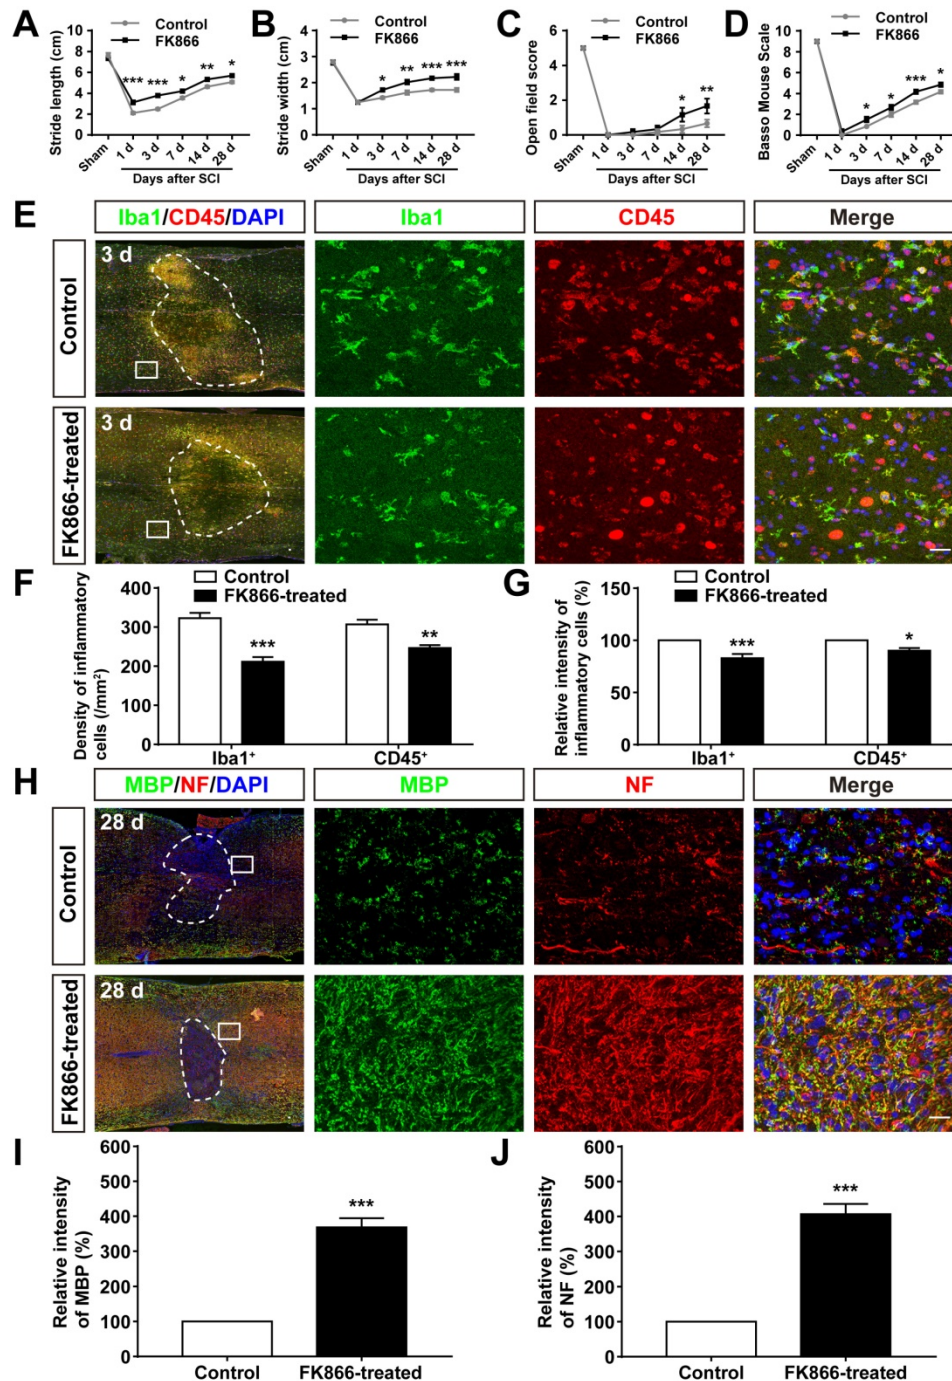 A
Control
FK866
Stride length (cm)
10
8
6
4
2
0
***
***
*
**
*
Sham
1 d
3 d
7 d
14 d
28 d
Days after SCI
B
Control
FK866
Stride width (cm)
4
3
2
1
0
*
**
***
***
Sham
1 d
3 d
7 d
14 d
28 d
Days after SCI
C
Control
FK866
Open field score
6
4
2
0
*
**
Sham
1 d
3 d
7 d
14 d
28 d
Days after SCI
D
Control
FK866
Basso Mouse Scale
10
8
6
4
2
0
*
*
***
*
Sham
1 d
3 d
7 d
14 d
28 d
Days after SCI
E
Iba1/CD45/DAPI
Iba1
CD45
Merge
Control
3 d
FK866-treated
3 d
F
Control
FK866-treated
Density of inflammatory
cells (/mm²)
400
300
200
100
0
***
**
Iba1⁺
CD45⁺
G
Control
FK866-treated
Relative intensity of
inflammatory cells (%)
150
100
50
0
***
*
Iba1⁺
CD45⁺
H
MBP/NF/DAPI
MBP
NF
Merge
Control
28 d
FK866-treated
28 d
I
Relative intensity
of MBP (%)
600
500
400
300
200
100
0
***
Control
FK866-treated
J
Relative intensity
of NF (%)
600
500
400
300
200
100
0
***
Control
FK866-treated